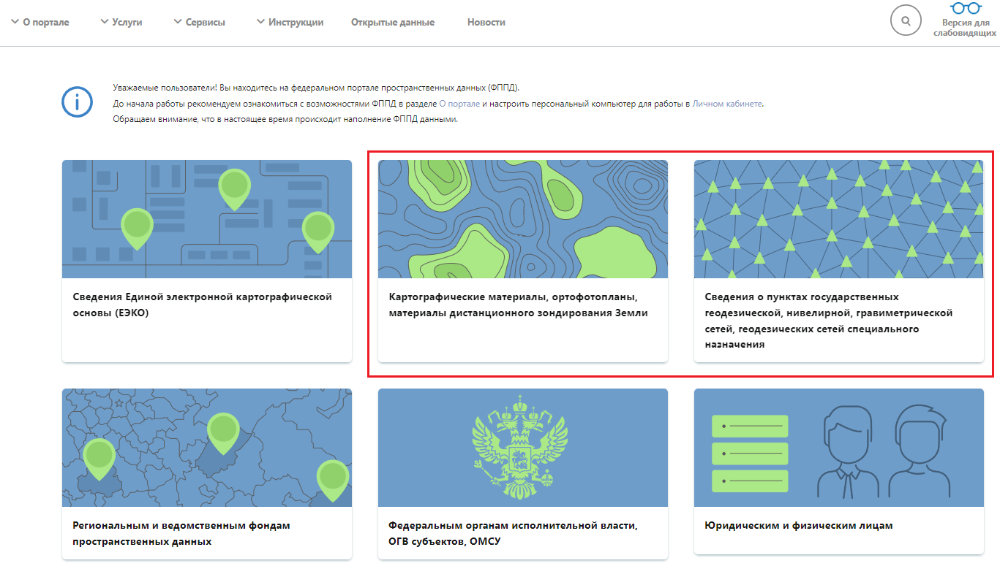 О портале Услуги Сервисы Инструкции Открытые данные Новости
Версия для
слабовидящих
Уважаемые пользователи! Вы находитесь на федеральном портале пространственных данных (ФППД).
До начала работы рекомендуем ознакомиться с возможностями ФППД в разделе О портале и настроить персональный компьютер для работы в Личном кабинете.
Обращаем внимание, что в настоящее время происходит наполнение ФППД данными.
Сведения Единой электронной картографической
основы (ЕЭКО)
Картографические материалы, ортофотопланы,
материалы дистанционного зондирования Земли
Сведения о пунктах государственных
геодезической, нивелирной, гравиметрической
сетей, геодезических сетей специального
назначения
Региональным и ведомственным фондам
пространственных данных
Федеральным органам исполнительной власти,
ОГВ субъектов, ОМСУ
Юридическим и физическим лицам